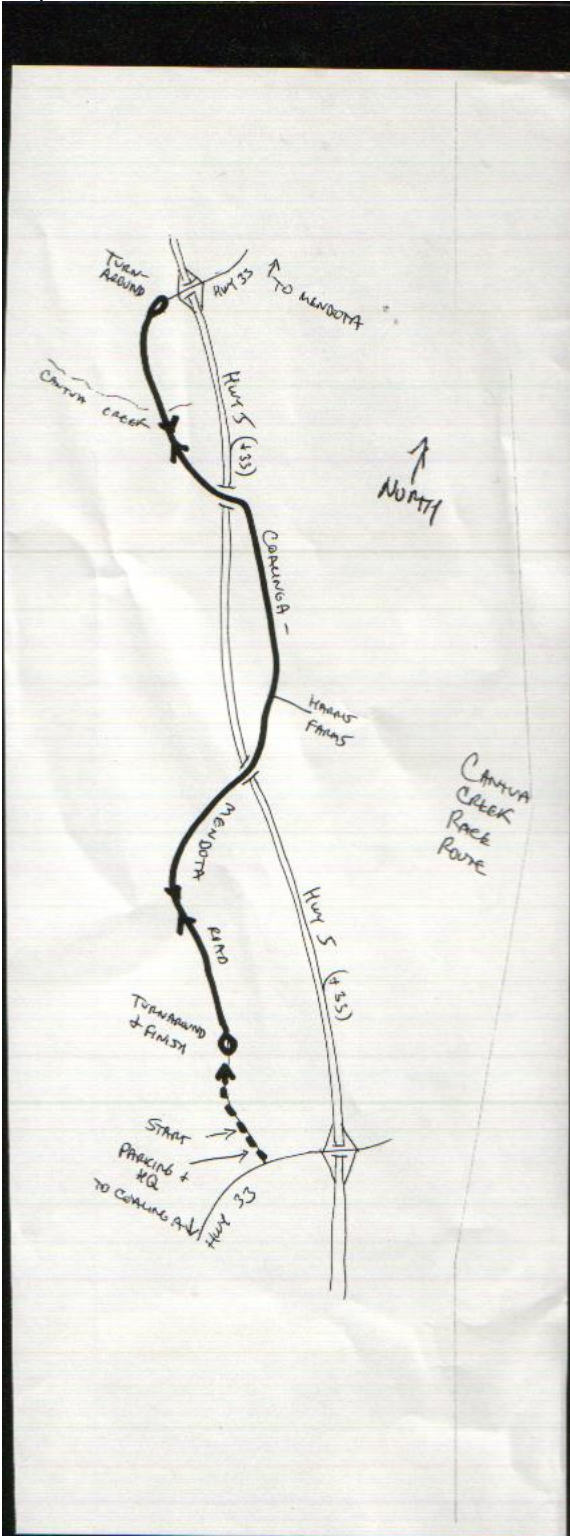 TURN-
AROUND
HWY 33
↑
TO MENDOTA
CANTUA CREEK
HWY 5 (+33)
↑
NORTH
COALINGA -
HARRIS
FARMS
CANTUA
CREEK
RACE
ROUTE
MENDOTA
ROAD
HWY 5 (+33)
TURNAROUND
+ FINISH
START →
PARKING +
HQ
TO COALINGA ↓
HWY 33